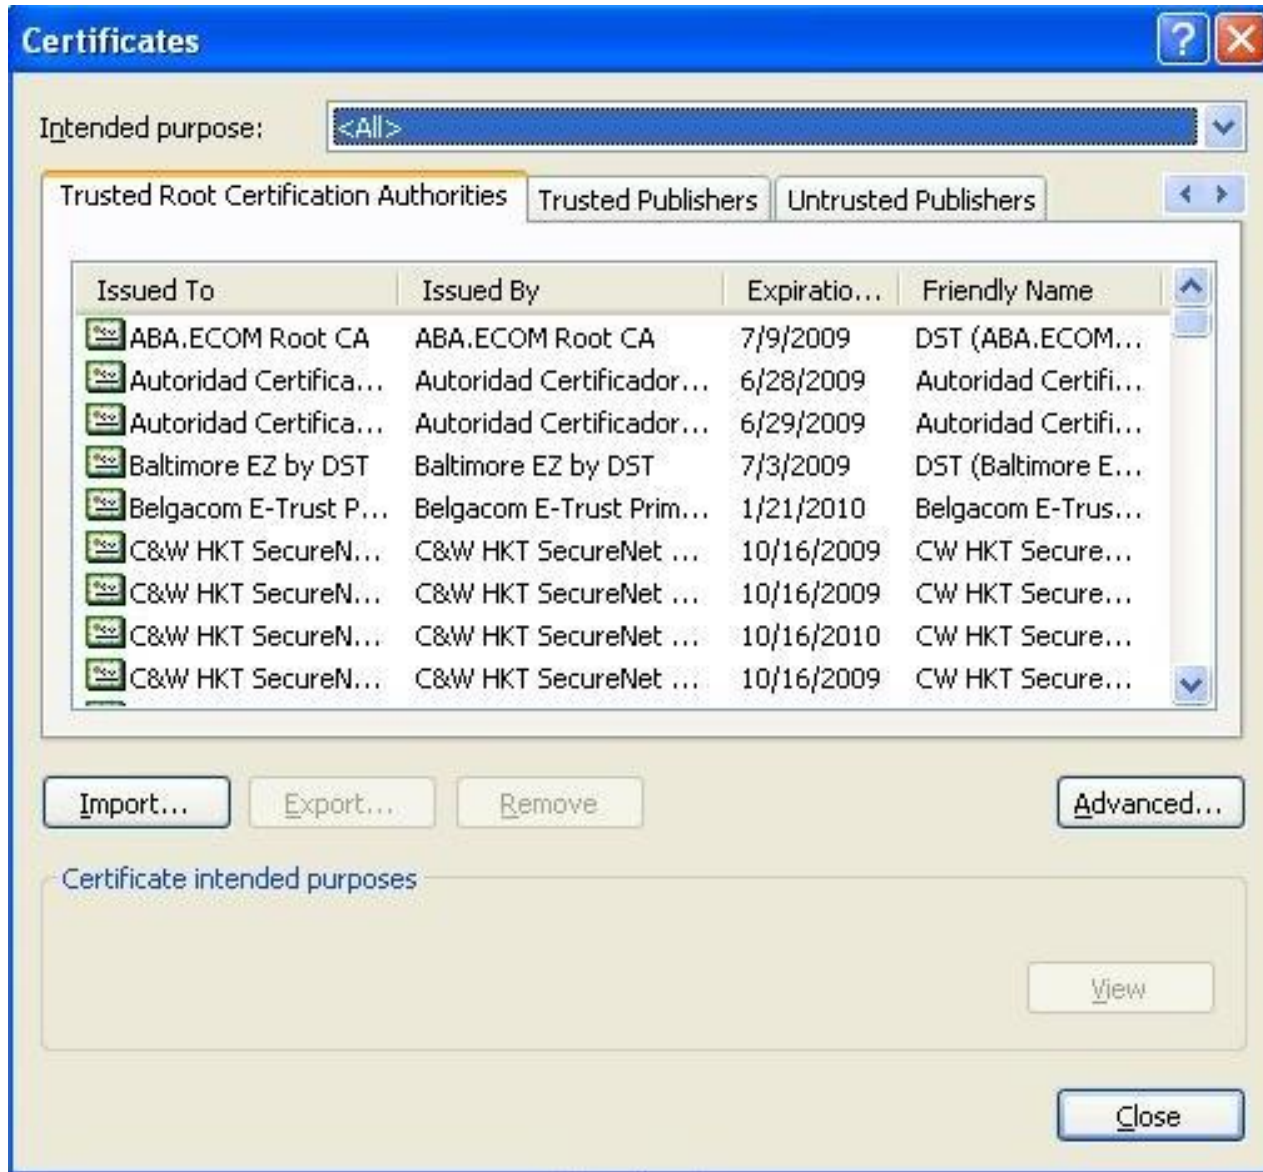 Certificates
Intended purpose: <All>
Trusted Root Certification Authorities Trusted Publishers Untrusted Publishers
Issued To Issued By Expiratio... Friendly Name
ABA.ECOM Root CA ABA.ECOM Root CA 7/9/2009 DST (ABA.ECOM...
Autoridad Certifica... Autoridad Certificador... 6/28/2009 Autoridad Certifi...
Autoridad Certifica... Autoridad Certificador... 6/29/2009 Autoridad Certifi...
Baltimore EZ by DST Baltimore EZ by DST 7/3/2009 DST (Baltimore E...
Belgacom E-Trust P... Belgacom E-Trust Prim... 1/21/2010 Belgacom E-Trus...
C&W HKT SecureN... C&W HKT SecureNet ... 10/16/2009 CW HKT Secure...
C&W HKT SecureN... C&W HKT SecureNet ... 10/16/2009 CW HKT Secure...
C&W HKT SecureN... C&W HKT SecureNet ... 10/16/2010 CW HKT Secure...
C&W HKT SecureN... C&W HKT SecureNet ... 10/16/2009 CW HKT Secure...
Import... Export... Remove Advanced...
Certificate intended purposes
View
Close